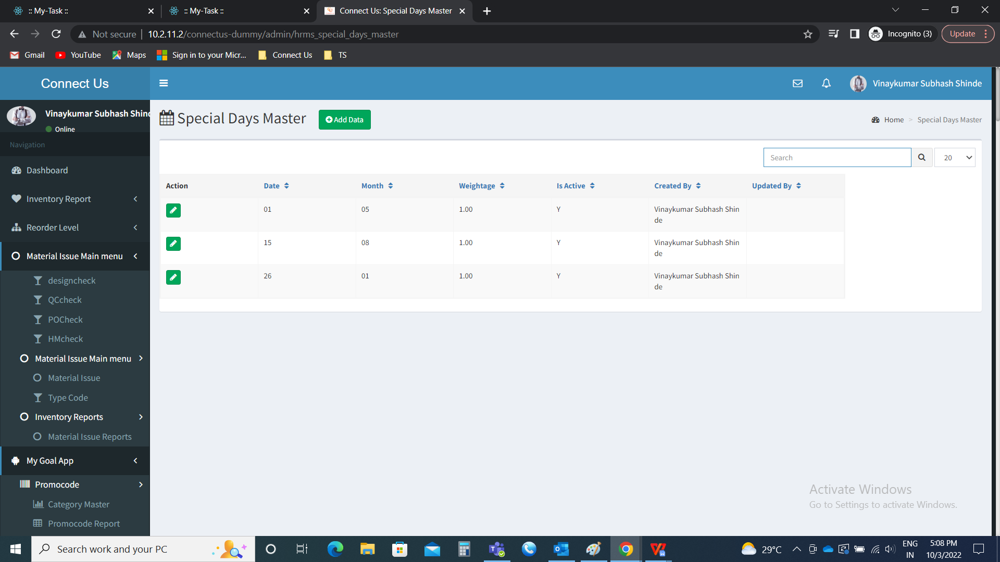 :: My-Task ::
:: My-Task ::
Connect Us: Special Days Master
Not secure
10.2.11.2/connectus-dummy/admin/hrms_special_days_master
Incognito (3)
Update
Gmail
YouTube
Maps
Sign in to your Micr...
Connect Us
TS
Connect Us
Vinaykumar Subhash Shinde
Vinaykumar Subhash Shind
Online
Navigation
Dashboard
Inventory Report
Reorder Level
Material Issue Main menu
designcheck
QCcheck
POCheck
HMcheck
Material Issue Main menu
Material Issue
Type Code
Inventory Reports
Material Issue Reports
My Goal App
Promocode
Category Master
Promocode Report
Special Days Master
Add Data
Home > Special Days Master
Search
20
Action Date Month Weightage Is Active Created By Updated By
01 05 1.00 Y Vinaykumar Subhash Shin
de
15 08 1.00 Y Vinaykumar Subhash Shin
de
26 01 1.00 Y Vinaykumar Subhash Shin
de
Activate Windows
Go to Settings to activate Windows.
Search work and your PC
29°C
ENG
IN
5:08 PM
10/3/2022